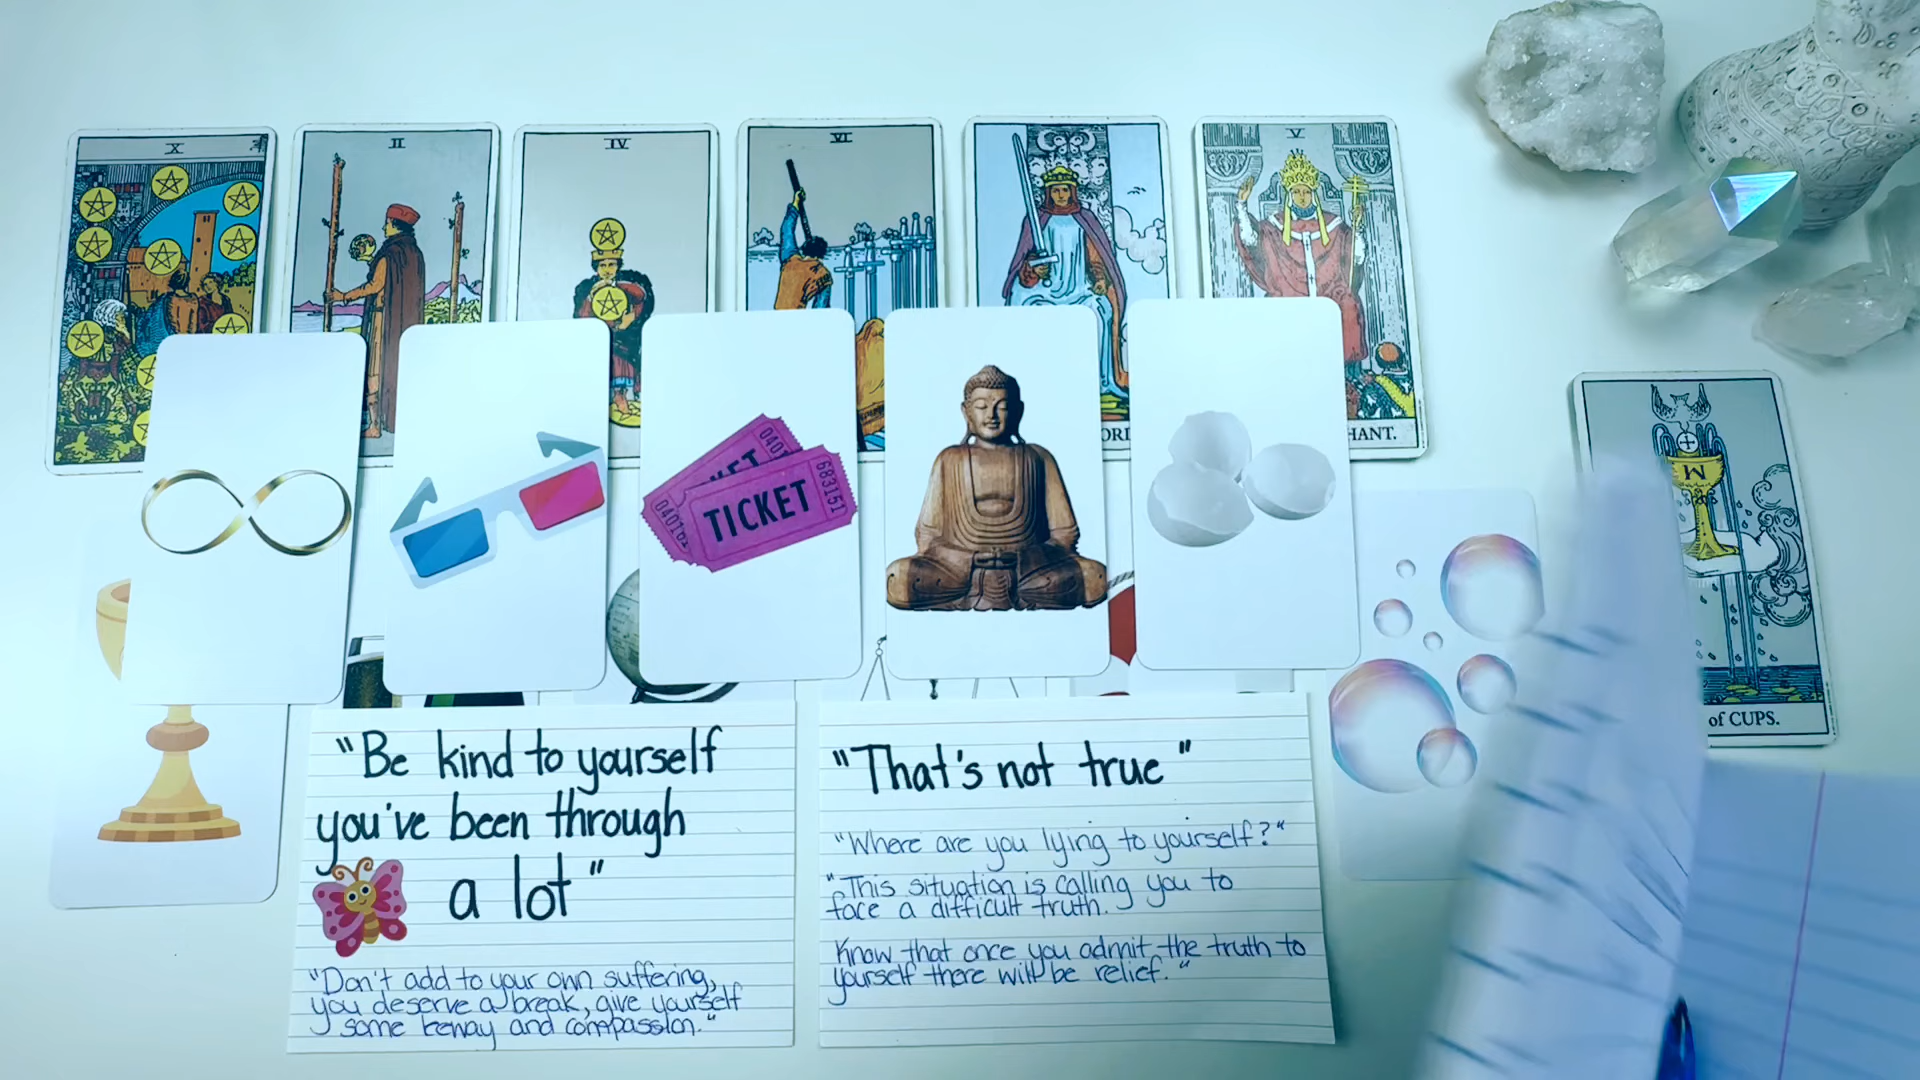 X
II
IV
VI
V
HANT.
TICKET
683151
M
of CUPS.
"Be kind to yourself
you've been through
a lot"
"Don't add to your own suffering,
you deserve a break, give yourself
some leeway and compassion."
"That's not true"
"Where are you lying to yourself?"
"This situation is calling you to
face a difficult truth.
Know that once you admit the truth to
yourself there will be relief."